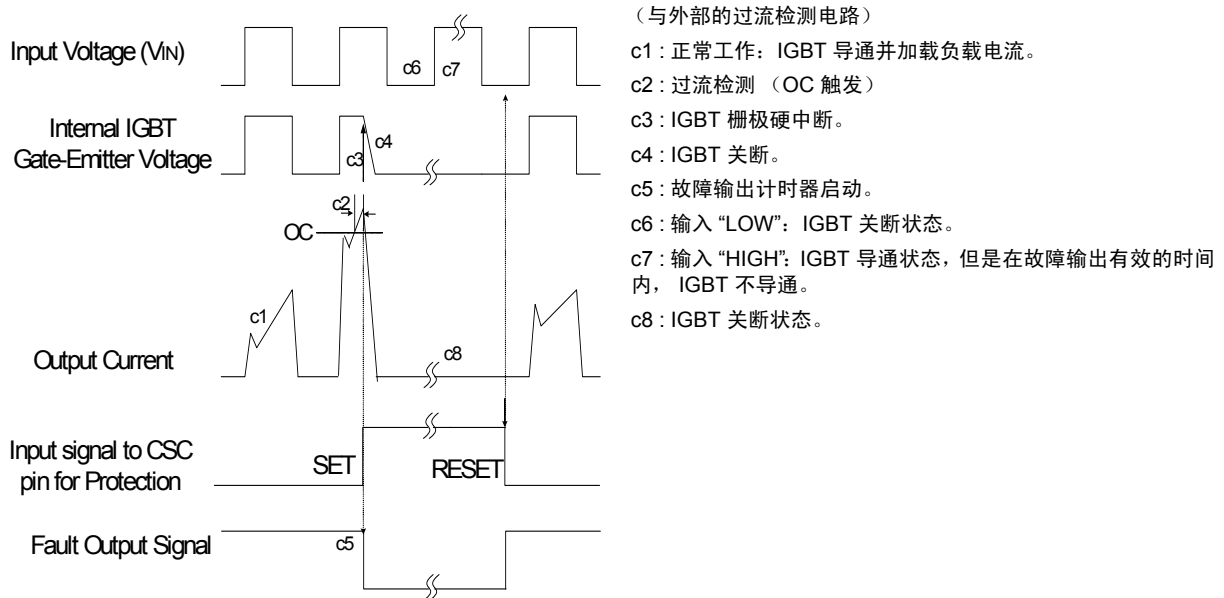 Input Voltage (VIN)
c6
c7
Internal IGBT
Gate-Emitter Voltage
c4
c3
c2
OC
c1
Output Current
c8
Input signal to CSC
pin for Protection
SET
RESET
Fault Output Signal
c5
（与外部的过流检测电路）
c1 : 正常工作：IGBT 导通并加载负载电流。
c2 : 过流检测 （OC 触发）
c3 : IGBT 栅极硬中断。
c4 : IGBT 关断。
c5 : 故障输出计时器启动。
c6 : 输入 “LOW”：IGBT 关断状态。
c7 : 输入 “HIGH”：IGBT 导通状态，但是在故障输出有效的时间
内， IGBT 不导通。
c8 : IGBT 关断状态。